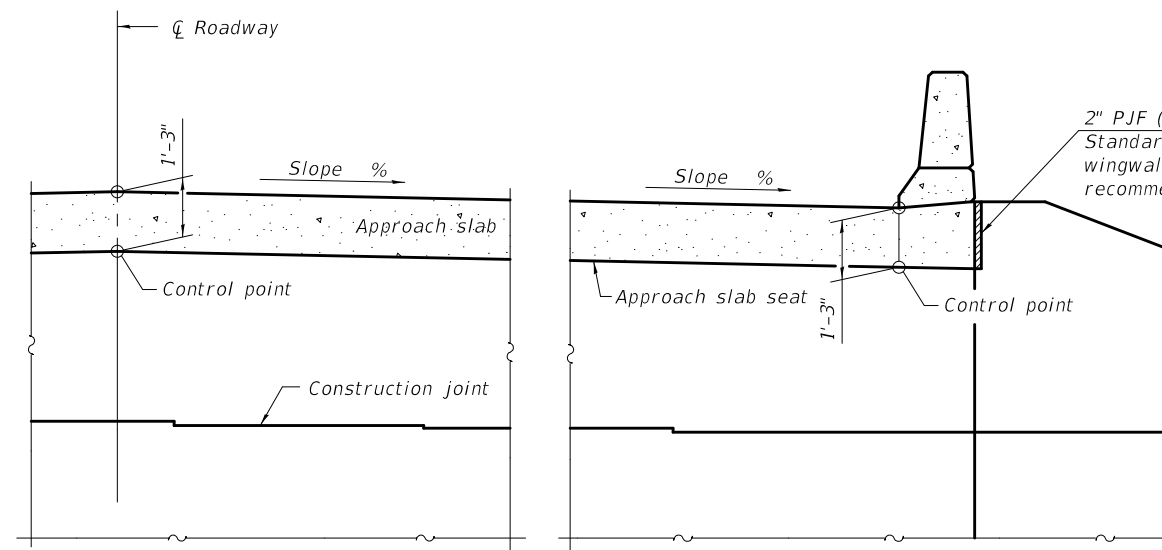 ℄ Roadway
1'-3"
Slope %
Approach slab
Control point
Construction joint
Slope %
2" PJF (
Standar
wingwal
recomme
Approach slab seat
1'-3"
Control point